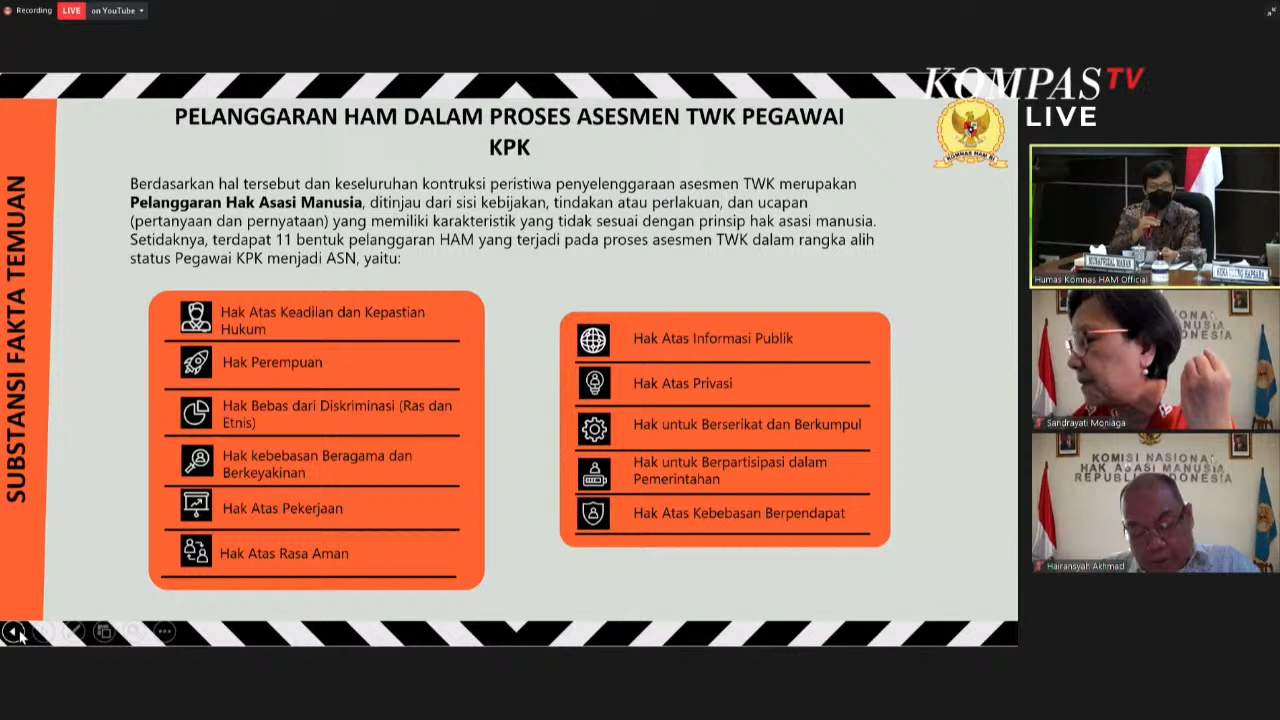 Recording
LIVE
on YouTube
KOMPAS TV
LIVE
SUBSTANSI FAKTA TEMUAN
PELANGGARAN HAM DALAM PROSES ASESMEN TWK PEGAWAI
KPK
KOMNAS HAM RI
Berdasarkan hal tersebut dan keseluruhan kontruksi peristiwa penyelenggaraan asesmen TWK merupakan
Pelanggaran Hak Asasi Manusia, ditinjau dari sisi kebijakan, tindakan atau perlakuan, dan ucapan
(pertanyaan dan pernyataan) yang memiliki karakteristik yang tidak sesuai dengan prinsip hak asasi manusia.
Setidaknya, terdapat 11 bentuk pelanggaran HAM yang terjadi pada proses asesmen TWK dalam rangka alih
status Pegawai KPK menjadi ASN, yaitu:
Hak Atas Keadilan dan Kepastian
Hukum
Hak Perempuan
Hak Bebas dari Diskriminasi (Ras dan
Etnis)
Hak kebebasan Beragama dan
Berkeyakinan
Hak Atas Pekerjaan
Hak Atas Rasa Aman
Hak Atas Informasi Publik
Hak Atas Privasi
Hak untuk Berserikat dan Berkumpul
Hak untuk Berpartisipasi dalam
Pemerintahan
Hak Atas Kebebasan Berpendapat
MUNAFRIZAL MANAN
Humas Komnas HAM Official
Sandrayati Moniaga
KOMISI NASIONAL
HAK ASASI MANUSIA
REPUBLIK INDONESIA
Hairansyah Akhmad